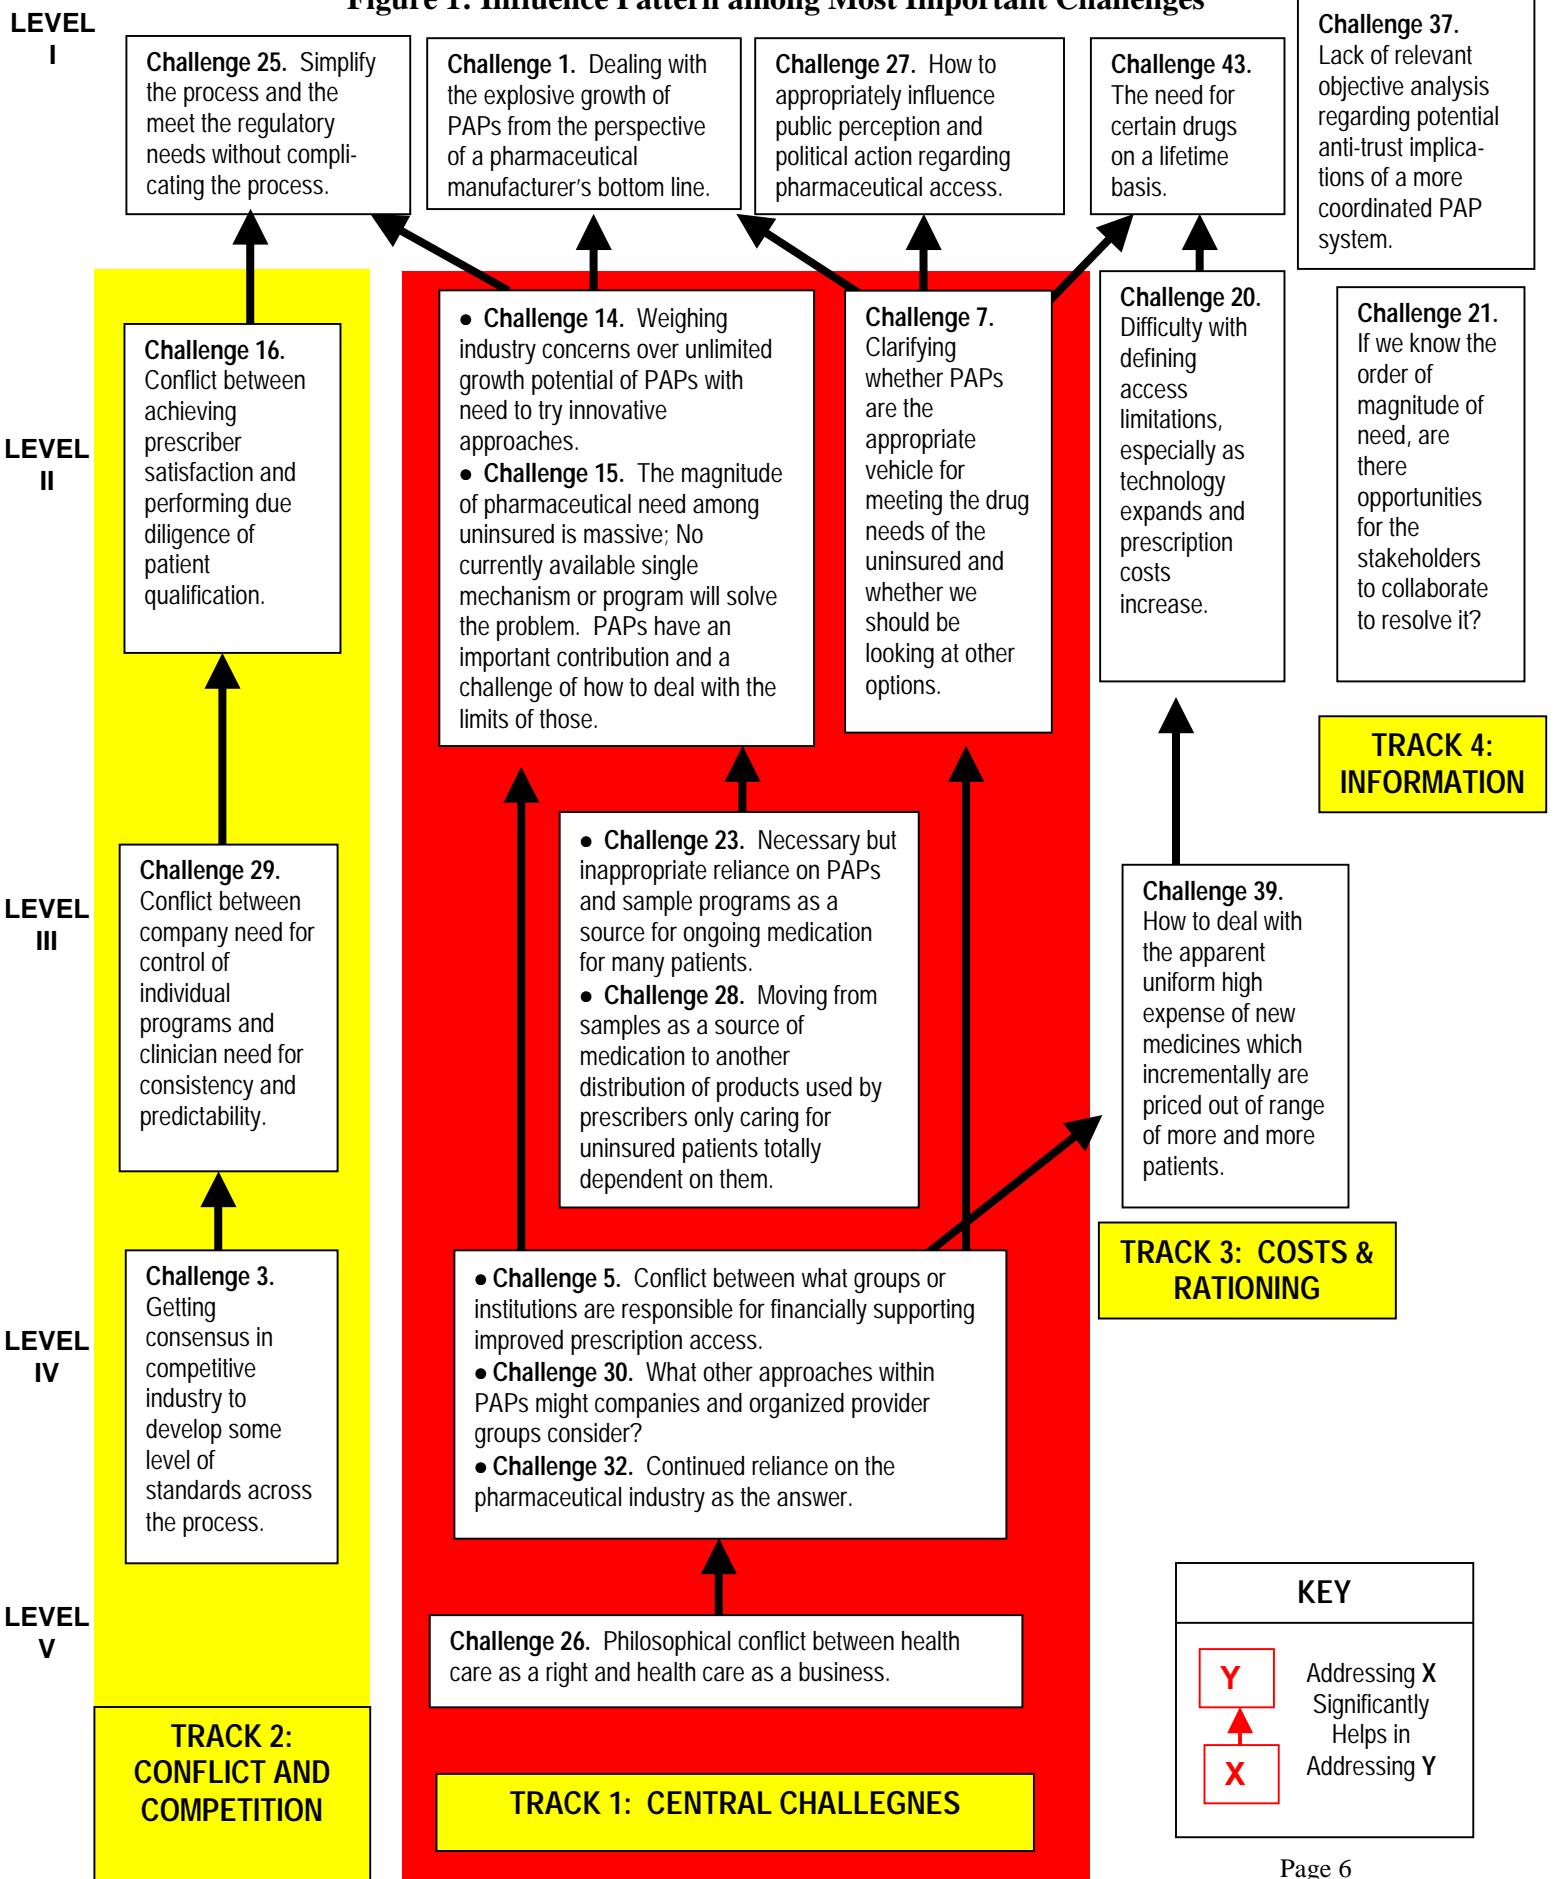 Figure 1: Influence Pattern among Most Important Challenges
LEVEL
I
Challenge 25. Simplify
the process and the
meet the regulatory
needs without compli-
cating the process.
Challenge 1. Dealing with
the explosive growth of
PAPs from the perspective
of a pharmaceutical
manufacturer's bottom line.
Challenge 27. How to
appropriately influence
public perception and
political action regarding
pharmaceutical access.
Challenge 43.
The need for
certain drugs
on a lifetime
basis.
Challenge 37.
Lack of relevant
objective analysis
regarding potential
anti-trust implica-
tions of a more
coordinated PAP
system.
LEVEL
II
Challenge 16.
Conflict between
achieving
prescriber
satisfaction and
performing due
diligence of
patient
qualification.
• Challenge 14. Weighing
industry concerns over unlimited
growth potential of PAPs with
need to try innovative
approaches.
• Challenge 15. The magnitude
of pharmaceutical need among
uninsured is massive; No
currently available single
mechanism or program will solve
the problem. PAPs have an
important contribution and a
challenge of how to deal with the
limits of those.
Challenge 7.
Clarifying
whether PAPs
are the
appropriate
vehicle for
meeting the drug
needs of the
uninsured and
whether we
should be
looking at other
options.
Challenge 20.
Difficulty with
defining
access
limitations,
especially as
technology
expands and
prescription
costs
increase.
Challenge 21.
If we know the
order of
magnitude of
need, are
there
opportunities
for the
stakeholders
to collaborate
to resolve it?
TRACK 4:
INFORMATION
LEVEL
III
Challenge 29.
Conflict between
company need for
control of
individual
programs and
clinician need for
consistency and
predictability.
• Challenge 23. Necessary but
inappropriate reliance on PAPs
and sample programs as a
source for ongoing medication
for many patients.
• Challenge 28. Moving from
samples as a source of
medication to another
distribution of products used by
prescribers only caring for
uninsured patients totally
dependent on them.
Challenge 39.
How to deal with
the apparent
uniform high
expense of new
medicines which
incrementally are
priced out of range
of more and more
patients.
TRACK 3: COSTS &
RATIONING
LEVEL
IV
Challenge 3.
Getting
consensus in
competitive
industry to
develop some
level of
standards across
the process.
• Challenge 5. Conflict between what groups or
institutions are responsible for financially supporting
improved prescription access.
• Challenge 30. What other approaches within
PAPs might companies and organized provider
groups consider?
• Challenge 32. Continued reliance on the
pharmaceutical industry as the answer.
LEVEL
V
Challenge 26. Philosophical conflict between health
care as a right and health care as a business.
TRACK 2:
CONFLICT AND
COMPETITION
TRACK 1: CENTRAL CHALLEGNES
KEY
Y
X
Addressing X
Significantly
Helps in
Addressing Y
Page 6